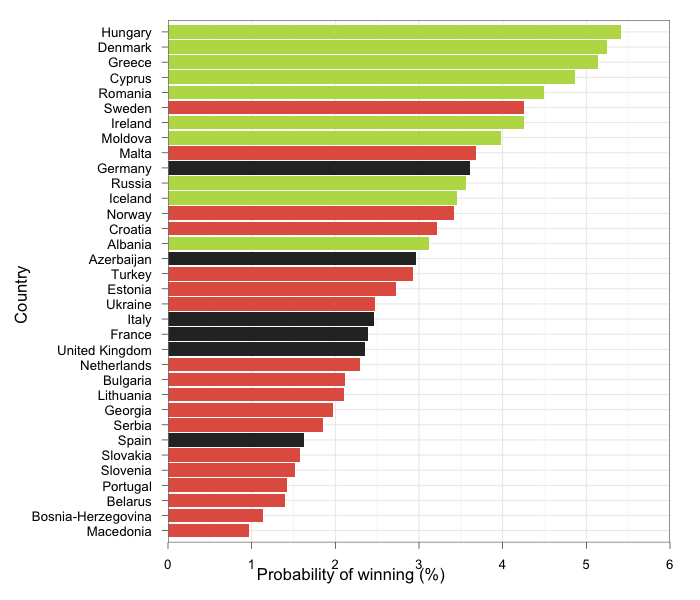 Hungary
Denmark
Greece
Cyprus
Romania
Sweden
Ireland
Moldova
Malta
Germany
Russia
Iceland
Norway
Croatia
Albania
Azerbaijan
Turkey
Estonia
Ukraine
Italy
France
United Kingdom
Netherlands
Bulgaria
Lithuania
Georgia
Serbia
Spain
Slovakia
Slovenia
Portugal
Belarus
Bosnia-Herzegovina
Macedonia
Country
0 1 2 3 4 5 6
Probability of winning (%)